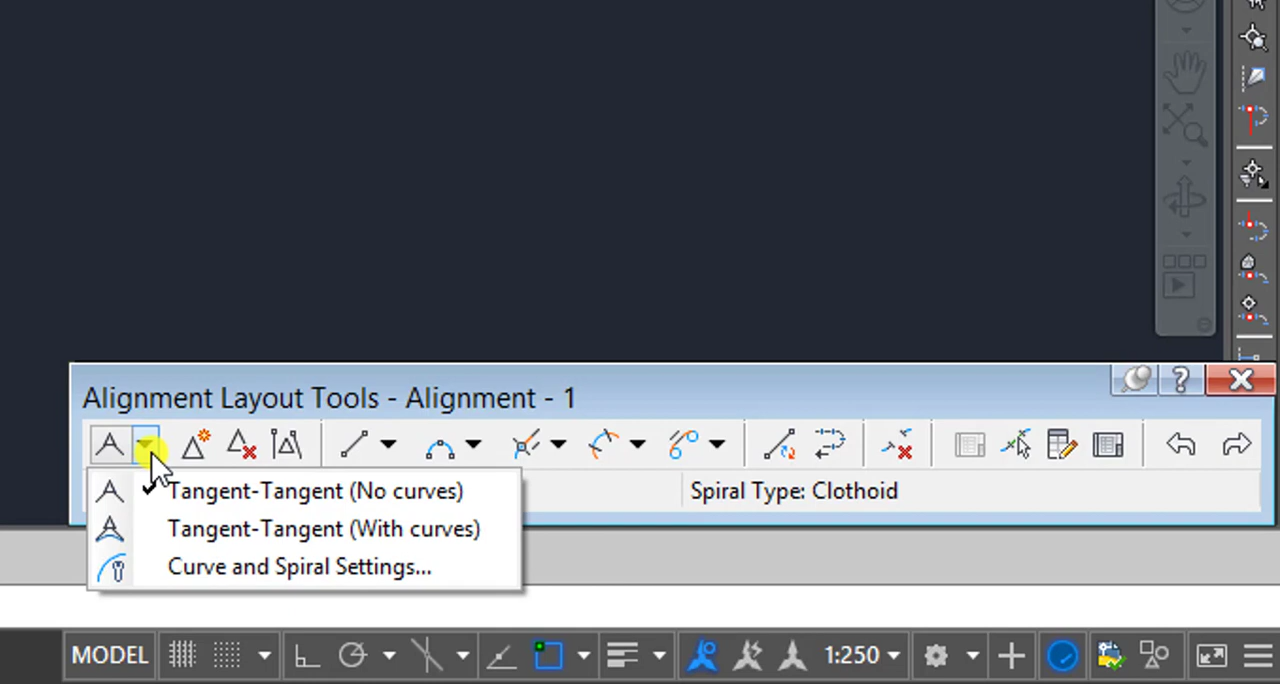 Alignment Layout Tools - Alignment - 1
Tangent-Tangent (No curves)
Spiral Type: Clothoid
Tangent-Tangent (With curves)
Curve and Spiral Settings...
MODEL
1:250